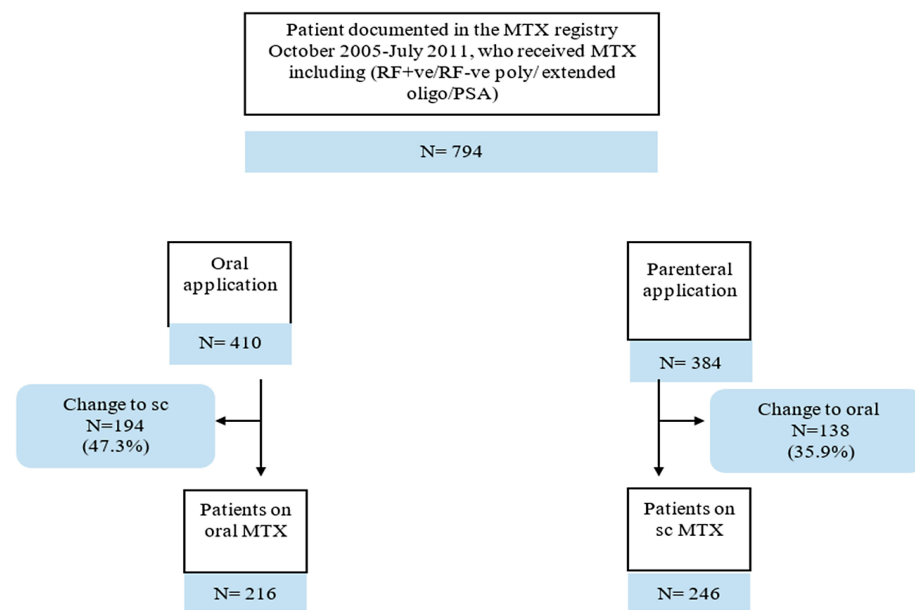 Patient documented in the MTX registry
October 2005-July 2011, who received MTX
including (RF+ve/RF-ve poly/ extended
oligo/PSA)
N= 794
Oral
application
N= 410
Parenteral
application
N= 384
Change to sc
N=194
(47.3%)
Change to oral
N=138
(35.9%)
Patients on
oral MTX
N= 216
Patients on
sc MTX
N= 246